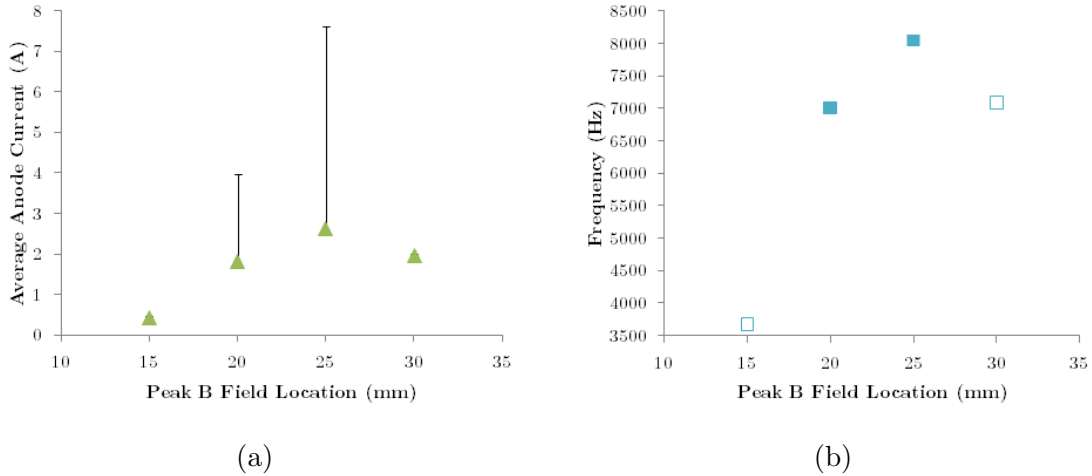 8
7
6
5
4
3
2
1
0
10 15 20 25 30 35
Average Anode Current (A)
Peak B Field Location (mm)
(a)
8500
8000
7500
7000
6500
6000
5500
5000
4500
4000
3500
10 15 20 25 30 35
Frequency (Hz)
Peak B Field Location (mm)
(b)